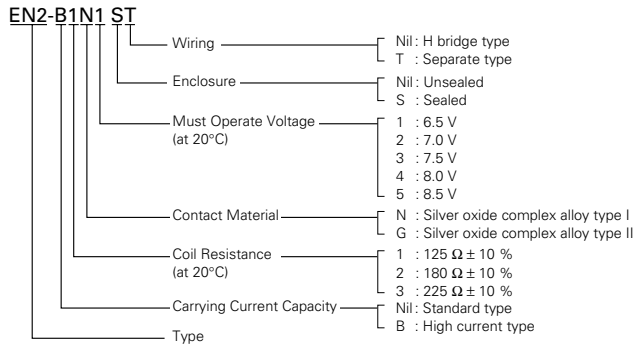 EN2-B1N1 ST
Wiring
Nil : H bridge type
T : Separate type
Enclosure
Nil : Unsealed
S : Sealed
Must Operate Voltage
(at 20°C)
1 : 6.5 V
2 : 7.0 V
3 : 7.5 V
4 : 8.0 V
5 : 8.5 V
Contact Material
N : Silver oxide complex alloy type I
G : Silver oxide complex alloy type II
Coil Resistance
(at 20°C)
1 : 125 Ω ± 10 %
2 : 180 Ω ± 10 %
3 : 225 Ω ± 10 %
Carrying Current Capacity
Nil : Standard type
B : High current type
Type